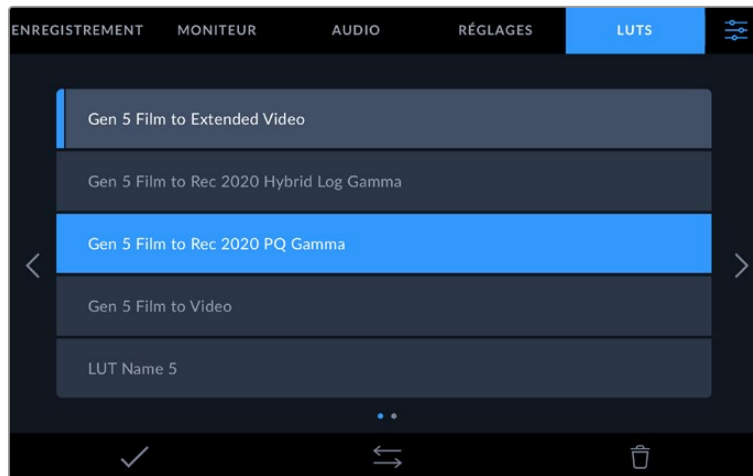 ENREGISTREMENT MONITEUR AUDIO RÉGLAGES LUTS
Gen 5 Film to Extended Video
Gen 5 Film to Rec 2020 Hybrid Log Gamma
Gen 5 Film to Rec 2020 PQ Gamma
Gen 5 Film to Video
LUT Name 5